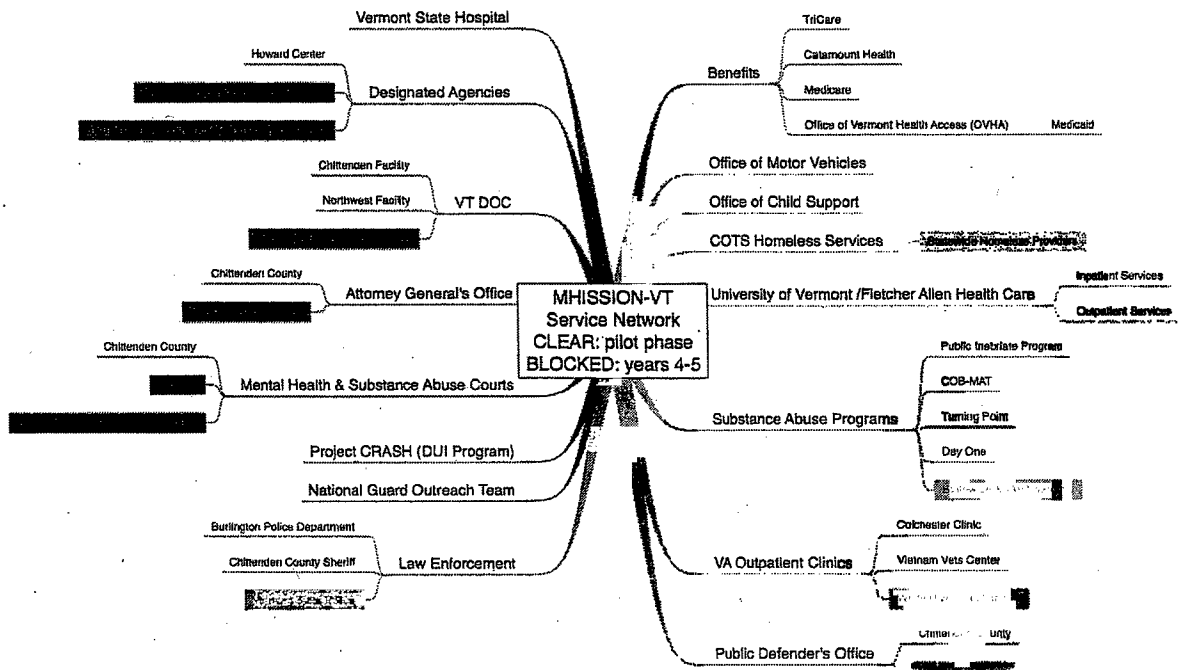 Vermont State Hospital
Howard Center
Designated Agencies
Chittenden Facility
Northwest Facility
VT DOC
Chittenden County
Attorney General's Office
Chittenden County
Mental Health & Substance Abuse Courts
Project CRASH (DUI Program)
National Guard Outreach Team
Burlington Police Department
Chittenden County Sheriff
Law Enforcement
MHISSION-VT
Service Network
CLEAR: pilot phase
BLOCKED: years 4-5
TriCare
Catamount Health
Benefits
Medicare
Office of Vermont Health Access (OVHA) Medicaid
Office of Motor Vehicles
Office of Child Support
COTS Homeless Services
Statewide Homeless Providers
University of Vermont /Fletcher Allen Health Care
Inpatient Services
Outpatient Services
Public Inebriate Program
COB-MAT
Substance Abuse Programs
Turning Point
Day One
Colchester Clinic
VA Outpatient Clinics
Vietnam Vets Center
Public Defender's Office